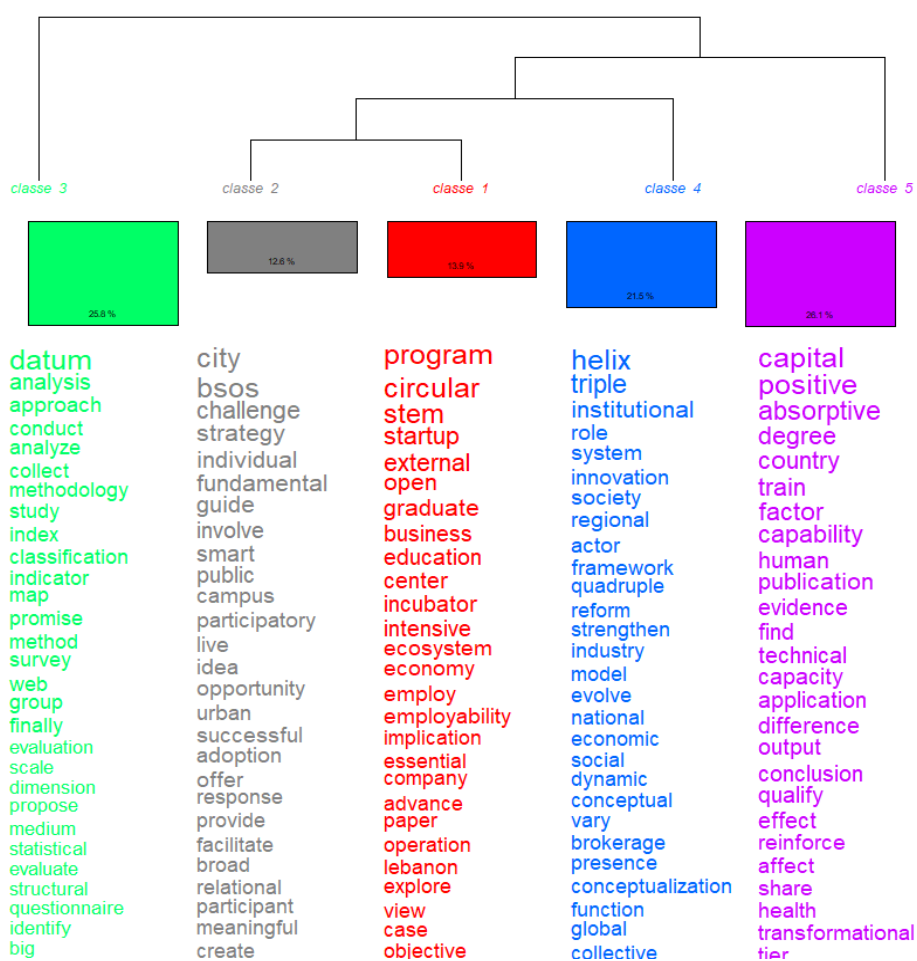 classe 3
classe 2
classe 1
classe 4
classe 5
25.8 %
12.6 %
13.9 %
21.5 %
26.1 %
datum
analysis
approach
conduct
analyze
collect
methodology
study
index
classification
indicator
map
promise
method
survey
web
group
finally
evaluation
scale
dimension
propose
medium
statistical
evaluate
structural
questionnaire
identify
big
city
bsos
challenge
strategy
individual
fundamental
guide
involve
smart
public
campus
participatory
live
idea
opportunity
urban
successful
adoption
offer
response
provide
facilitate
broad
relational
participant
meaningful
create
program
circular
stem
startup
external
open
graduate
business
education
center
incubator
intensive
ecosystem
economy
employ
employability
implication
essential
company
advance
paper
operation
lebanon
explore
view
case
objective
helix
triple
institutional
role
system
innovation
society
regional
actor
framework
quadruple
reform
strengthen
industry
model
evolve
national
economic
social
dynamic
conceptual
vary
brokerage
presence
conceptualization
function
global
collective
capital
positive
absorptive
degree
country
train
factor
capability
human
publication
evidence
find
technical
capacity
application
difference
output
conclusion
qualify
effect
reinforce
affect
share
health
transformational
tier